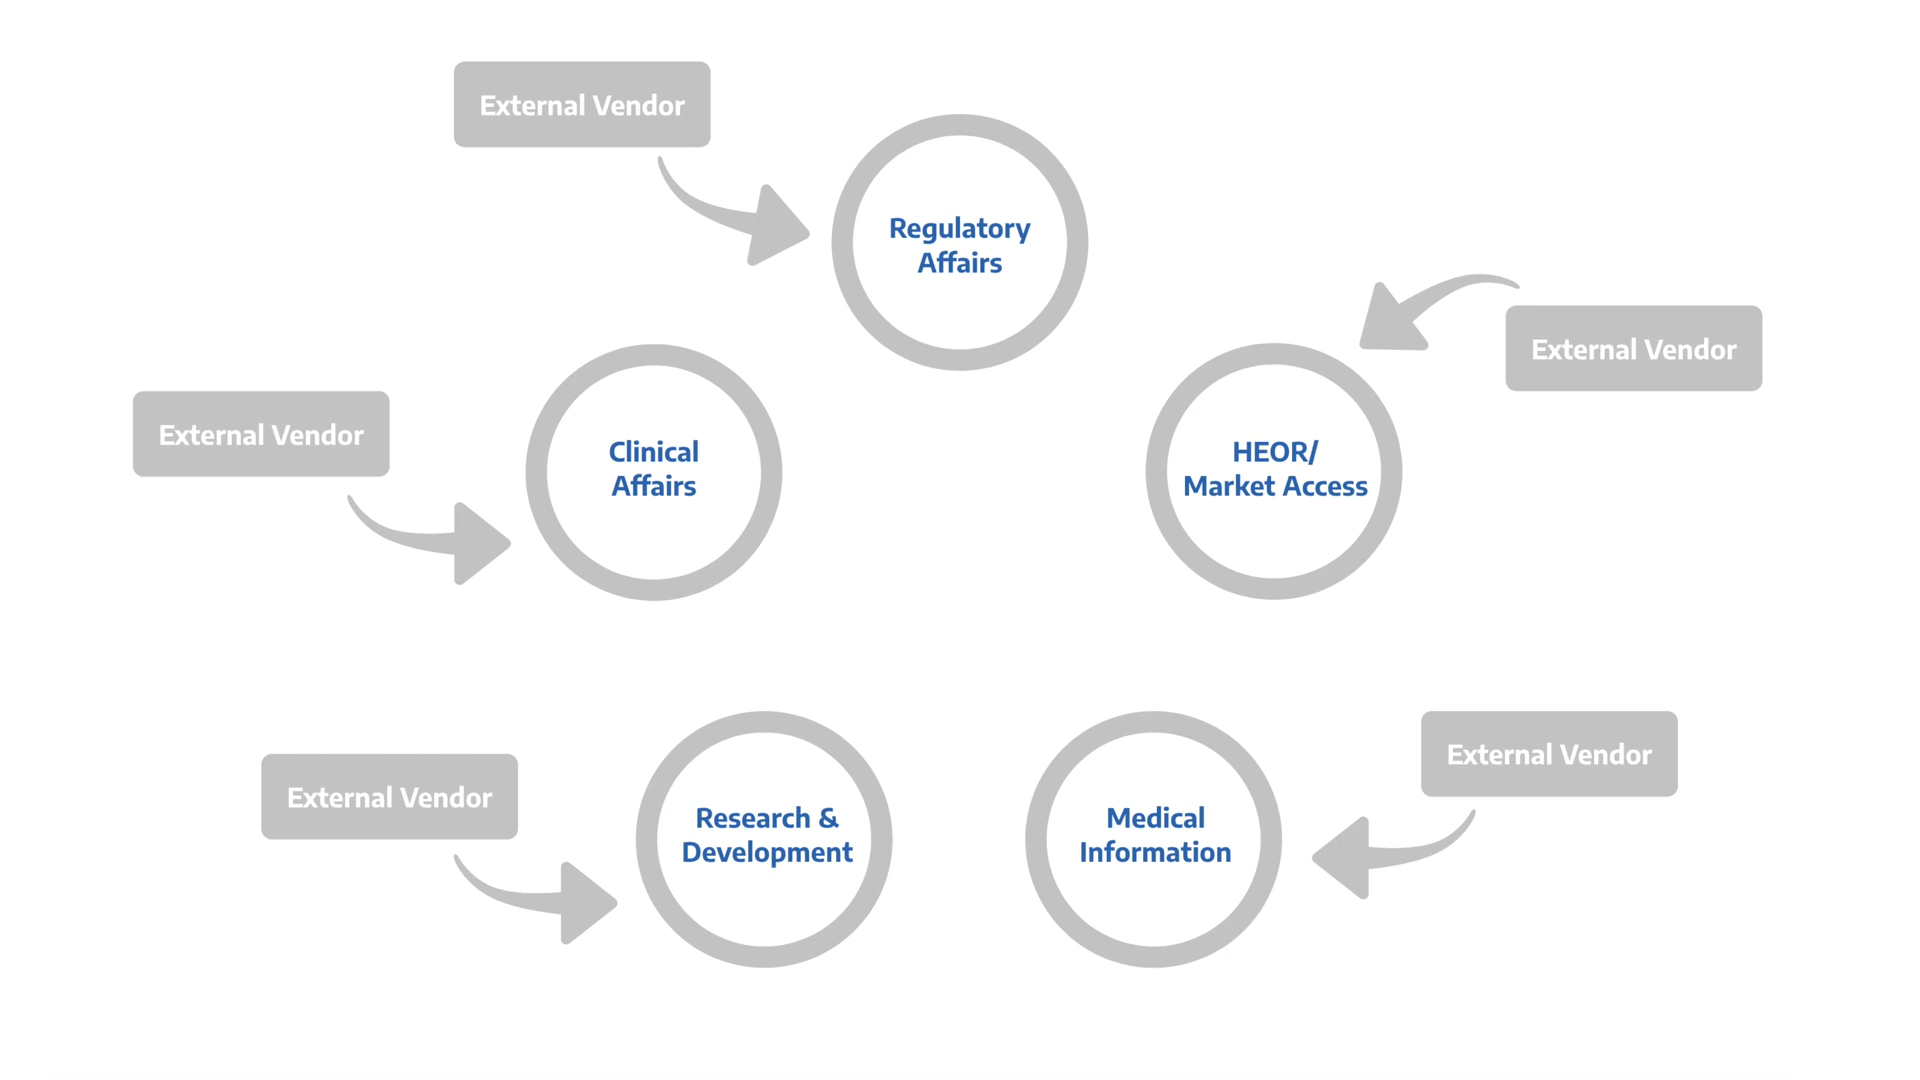 External Vendor
Regulatory
Affairs
External Vendor
External Vendor
Clinical
Affairs
HEOR/
Market Access
External Vendor
External Vendor
Research &
Development
Medical
Information